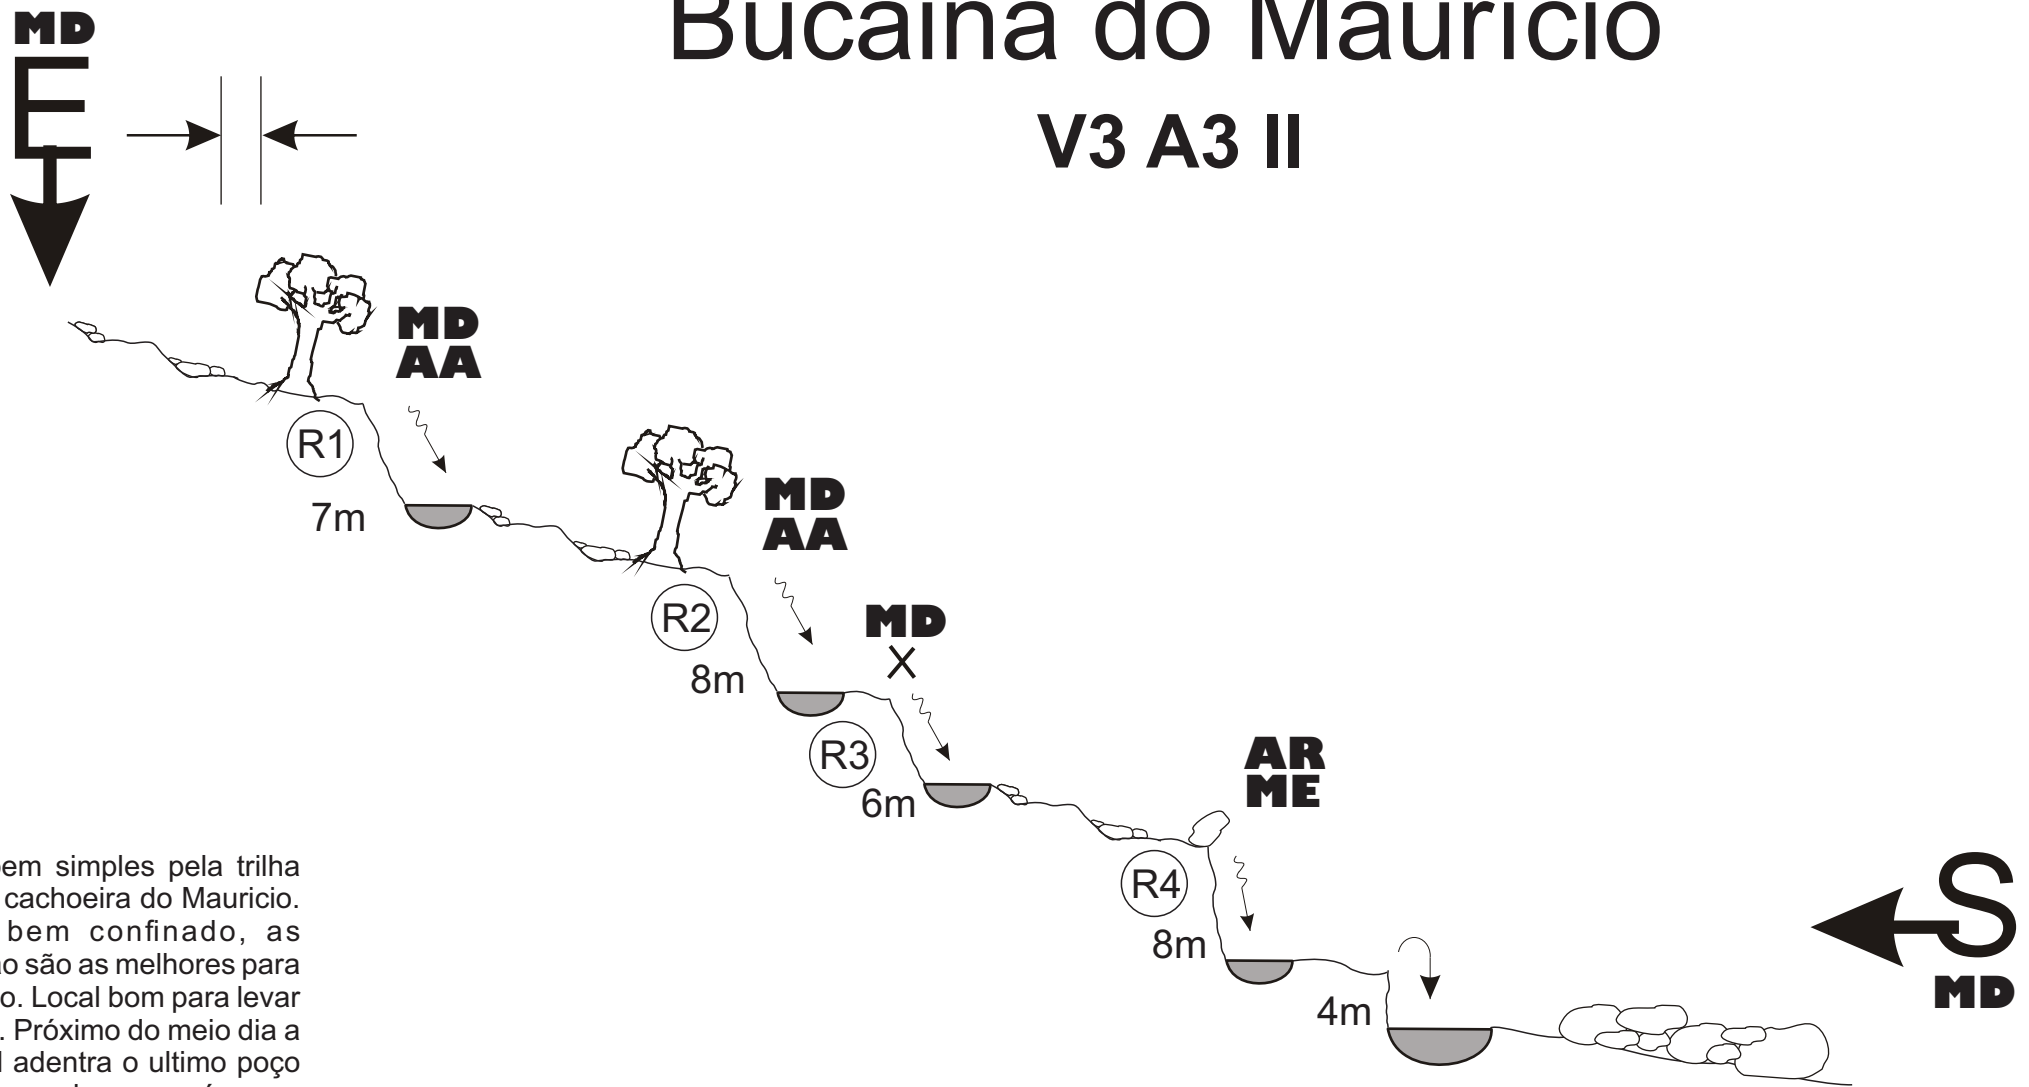 Bucaina do Mauricio
V3 A3 II
MD
E
MD
AA
R1
7m
MD
AA
R2
8m
MD
X
R3
6m
AR
ME
R4
8m
4m
S
MD
simples pela trilha
cachoeira do Mauricio.
bem confinado, as
são as melhores para
Local bom para levar
Próximo do meio dia a
adentra o ultimo poço